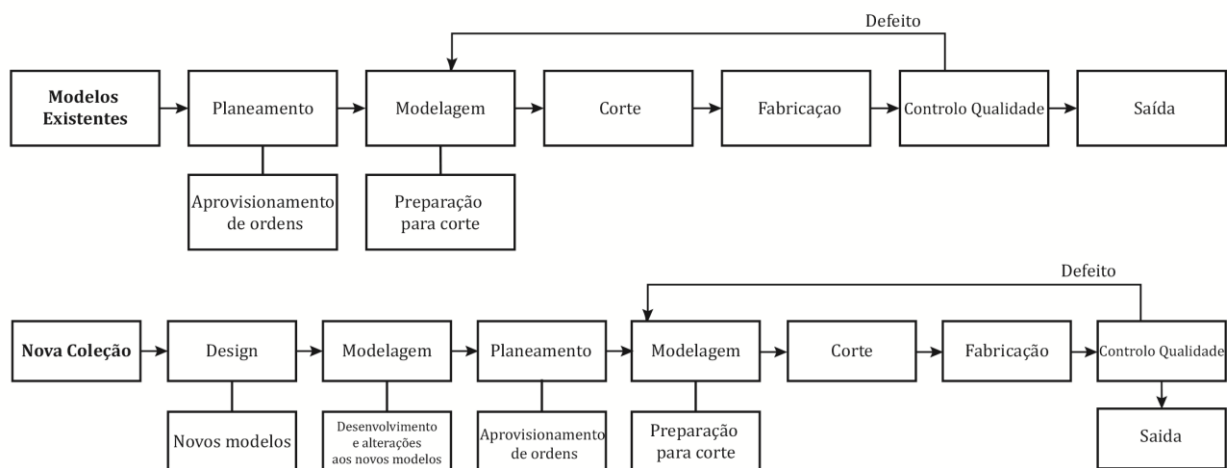 Defeito
Modelos
Existentes
Planeamento
Modelagem
Corte
Fabricaçao
Controlo Qualidade
Saída
Aprovisionamento
de ordens
Preparação
para corte
Defeito
Nova Coleção
Design
Modelagem
Planeamento
Modelagem
Corte
Fabricação
Controlo Qualidade
Novos modelos
Desenvolvimento
e alterações
aos novos modelos
Aprovisionamento
de ordens
Preparação
para corte
Saida